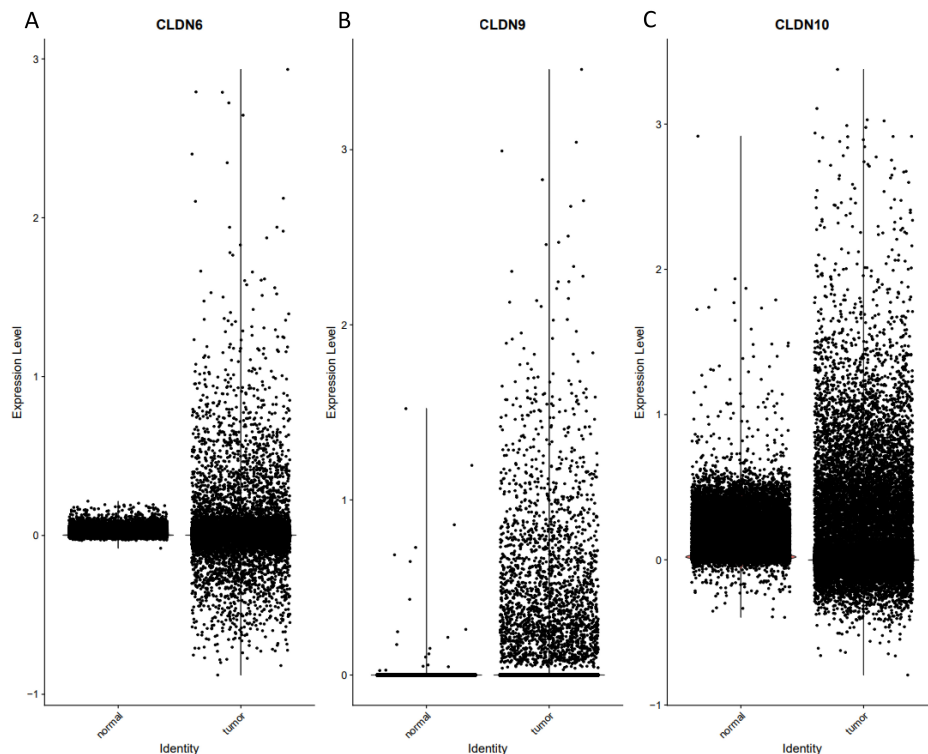 A
CLDN6
Expression Level
3
2
1
0
−1
normal
tumor
Identity
B
CLDN9
Expression Level
3
2
1
0
normal
tumor
Identity
C
CLDN10
Expression Level
3
2
1
0
−1
normal
tumor
Identity